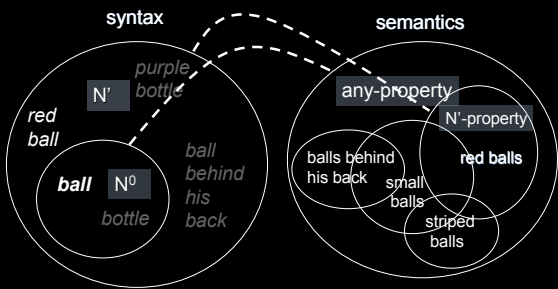 syntax
purple
bottle
N'
red
ball
ball
behind
his
back
ball
N⁰
bottle
semantics
any-property
N'-property
balls behind
his back
small
balls
red balls
striped
balls